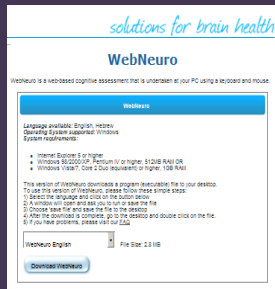 solutions for brain health
WebNeuro
WebNeuro is a web-based cognitive assessment that is undertaken at your PC using a keyboard and mouse.
WebNeuro
Language available: English, Hebrew
Operating System supported: Windows
System requirements:
Internet Explorer 5 or higher
Windows 98/2000/XP, Pentium IV or higher, 512MB RAM OR
Windows Vista/7, Core 2 Duo (equivalent) or higher, 1GB RAM
This version of WebNeuro downloads a program (executable) file to your desktop.
To use this version of WebNeuro, please follow these simple steps:
1) Select the language and click on the button below
2) A window will open and ask you to run or save the file
3) Choose 'save file' and save the file to the desktop
4) After the download is complete, go to the desktop and double click on the file.
5) If you have problems, please visit our FAQ
WebNeuro English File Size: 2.8 MB
Download WebNeuro